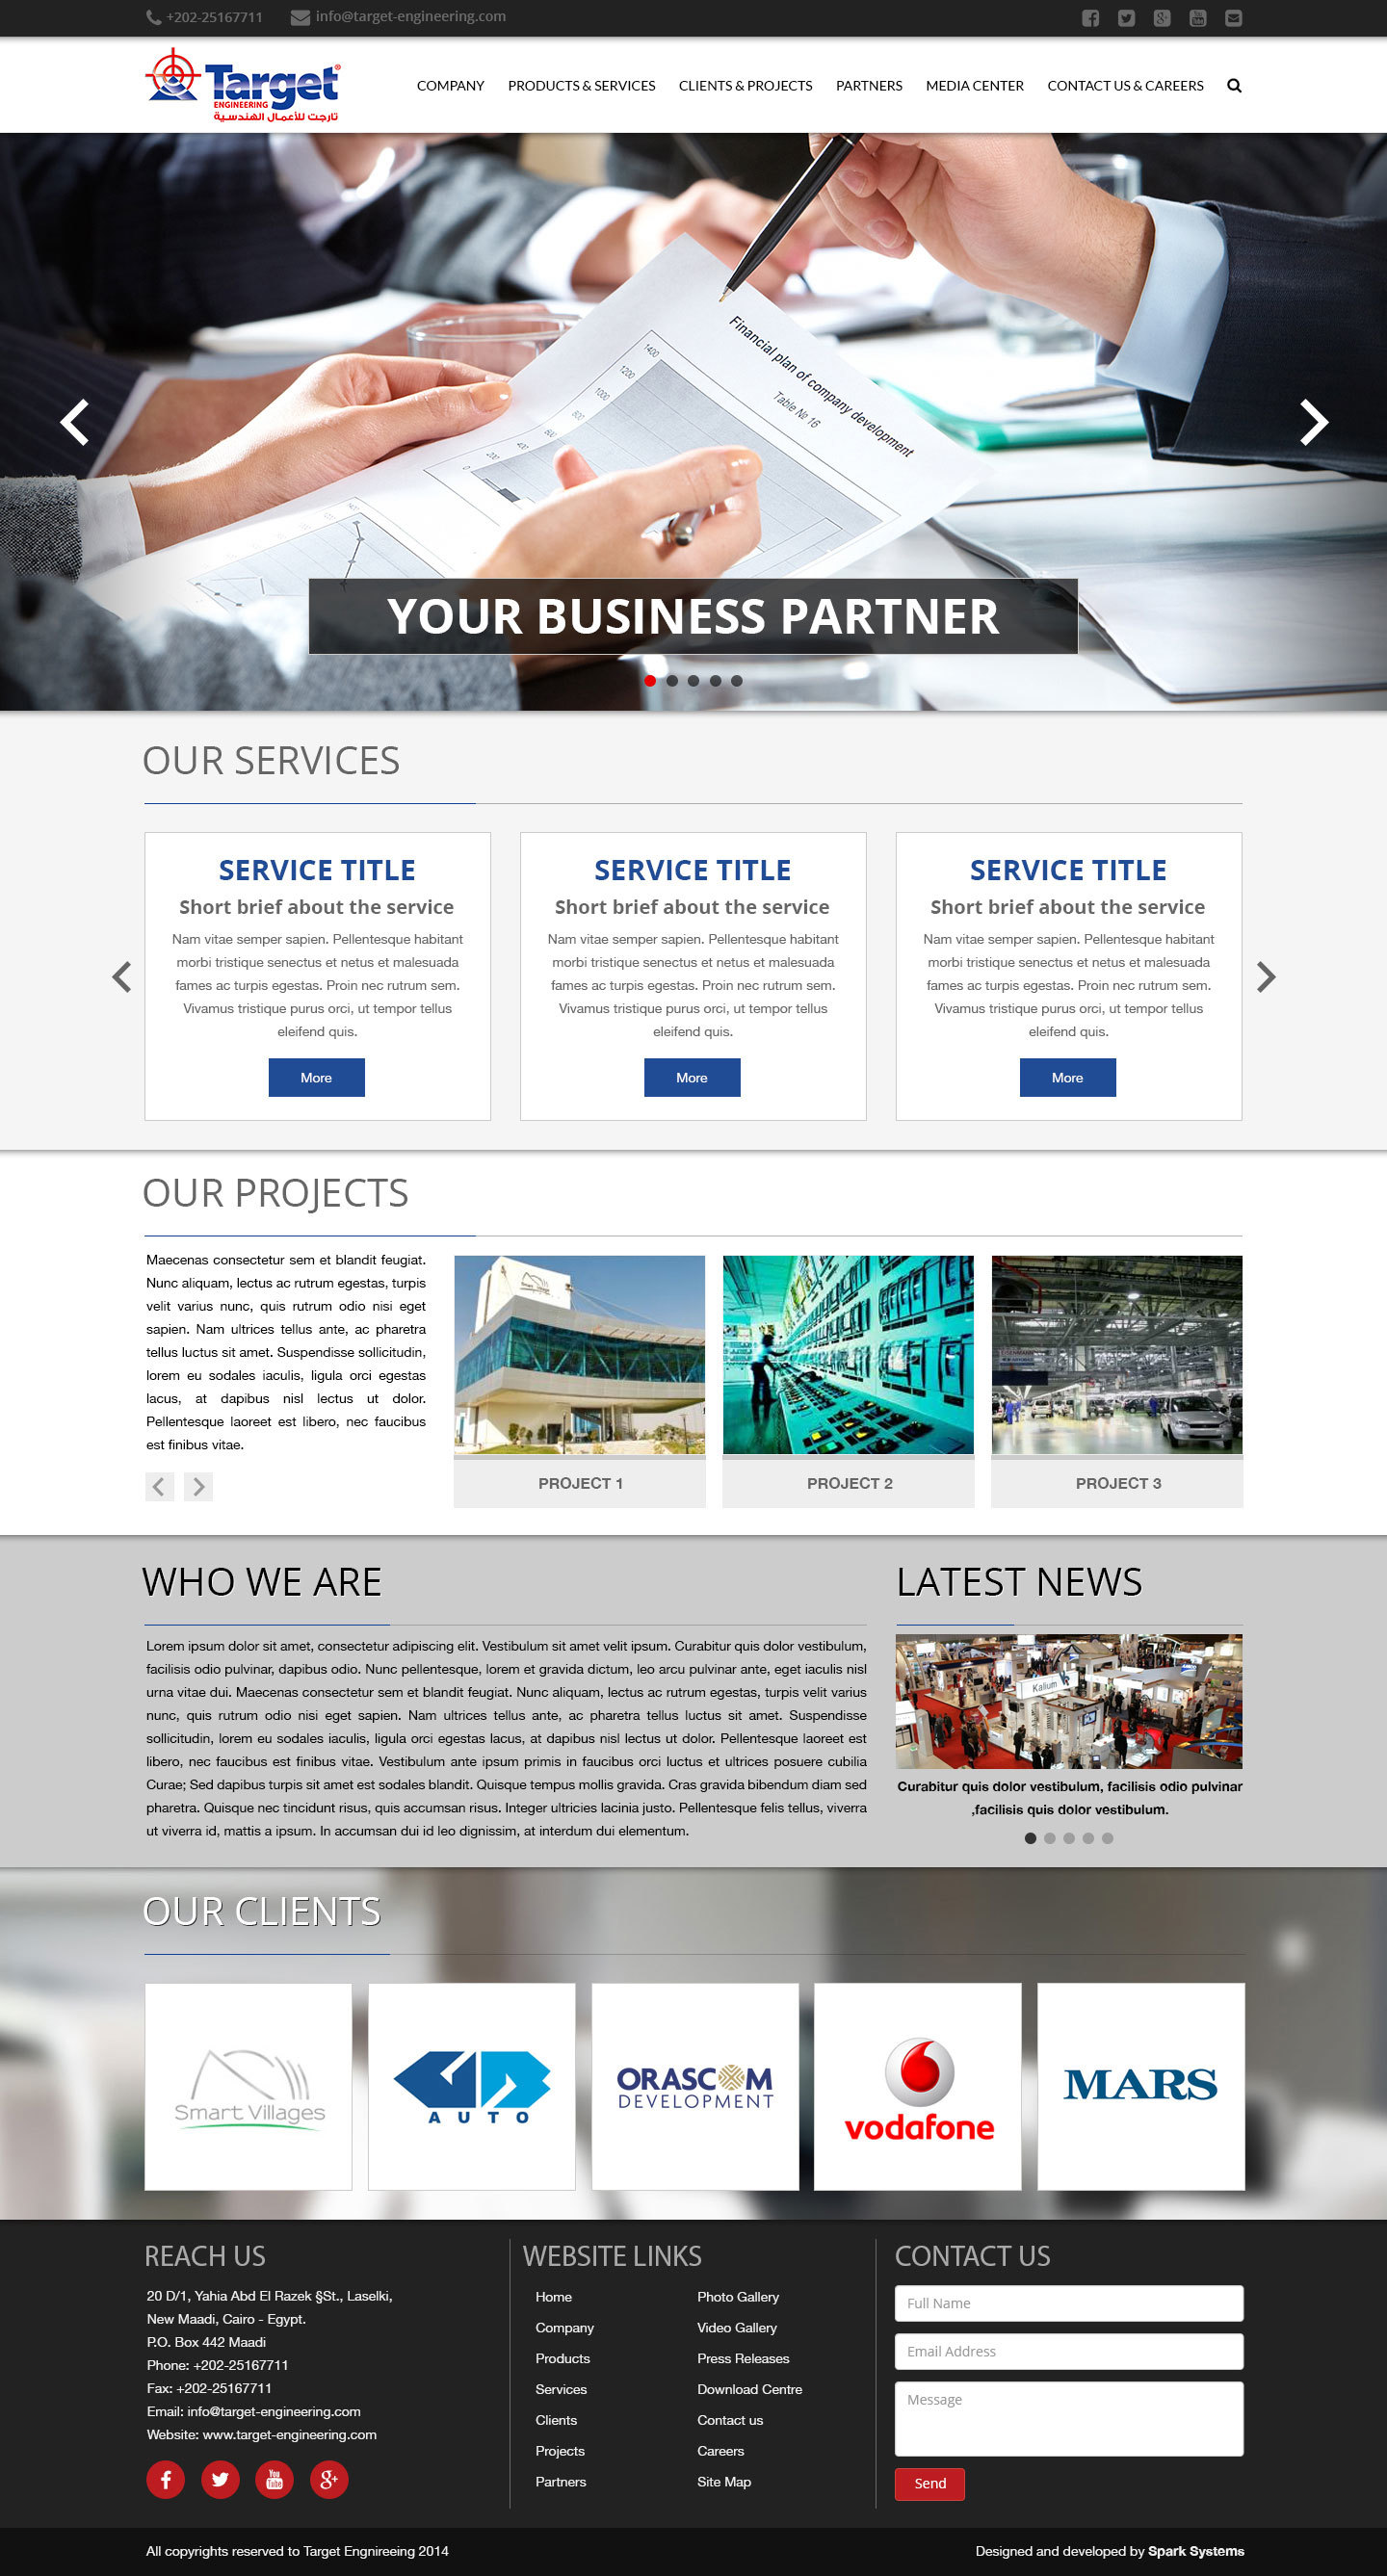 +202-25167711 info@target-engineering.com
Target®
ENGINEERING
تارجت للأعمال الهندسية
COMPANY PRODUCTS & SERVICES CLIENTS & PROJECTS PARTNERS MEDIA CENTER CONTACT US & CAREERS
Financial plan of company development
Table № 16
1400
1200
1000
800
600
400
200
0
YOUR BUSINESS PARTNER
OUR SERVICES
SERVICE TITLE
Short brief about the service
Nam vitae semper sapien. Pellentesque habitant
morbi tristique senectus et netus et malesuada
fames ac turpis egestas. Proin nec rutrum sem.
Vivamus tristique purus orci, ut tempor tellus
eleifend quis.
More
SERVICE TITLE
Short brief about the service
Nam vitae semper sapien. Pellentesque habitant
morbi tristique senectus et netus et malesuada
fames ac turpis egestas. Proin nec rutrum sem.
Vivamus tristique purus orci, ut tempor tellus
eleifend quis.
More
SERVICE TITLE
Short brief about the service
Nam vitae semper sapien. Pellentesque habitant
morbi tristique senectus et netus et malesuada
fames ac turpis egestas. Proin nec rutrum sem.
Vivamus tristique purus orci, ut tempor tellus
eleifend quis.
More
OUR PROJECTS
Maecenas consectetur sem et blandit feugiat.
Nunc aliquam, lectus ac rutrum egestas, turpis
velit varius nunc, quis rutrum odio nisi eget
sapien. Nam ultrices tellus ante, ac pharetra
tellus luctus sit amet. Suspendisse sollicitudin,
lorem eu sodales iaculis, ligula orci egestas
lacus, at dapibus nisl lectus ut dolor.
Pellentesque laoreet est libero, nec faucibus
est finibus vitae.
PROJECT 1
PROJECT 2
PROJECT 3
WHO WE ARE
Lorem ipsum dolor sit amet, consectetur adipiscing elit. Vestibulum sit amet velit ipsum. Curabitur quis dolor vestibulum,
facilisis odio pulvinar, dapibus odio. Nunc pellentesque, lorem et gravida dictum, leo arcu pulvinar ante, eget iaculis nisl
urna vitae dui. Maecenas consectetur sem et blandit feugiat. Nunc aliquam, lectus ac rutrum egestas, turpis velit varius
nunc, quis rutrum odio nisi eget sapien. Nam ultrices tellus ante, ac pharetra tellus luctus sit amet. Suspendisse
sollicitudin, lorem eu sodales iaculis, ligula orci egestas lacus, at dapibus nisl lectus ut dolor. Pellentesque laoreet est
libero, nec faucibus est finibus vitae. Vestibulum ante ipsum primis in faucibus orci luctus et ultrices posuere cubilia
Curae; Sed dapibus turpis sit amet est sodales blandit. Quisque tempus mollis gravida. Cras gravida bibendum diam sed
pharetra. Quisque nec tincidunt risus, quis accumsan risus. Integer ultricies lacinia justo. Pellentesque felis tellus, viverra
ut viverra id, mattis a ipsum. In accumsan dui id leo dignissim, at interdum dui elementum.
LATEST NEWS
Kalium
Curabitur quis dolor vestibulum, facilisis odio pulvinar
,facilisis quis dolor vestibulum.
OUR CLIENTS
Smart Villages
GB
AUTO
ORASCOM
DEVELOPMENT
vodafone
MARS
REACH US
20 D/1, Yahia Abd El Razek §St., Laselki,
New Maadi, Cairo - Egypt.
P.O. Box 442 Maadi
Phone: +202-25167711
Fax: +202-25167711
Email: info@target-engineering.com
Website: www.target-engineering.com
WEBSITE LINKS
Home
Company
Products
Services
Clients
Projects
Partners
Photo Gallery
Video Gallery
Press Releases
Download Centre
Contact us
Careers
Site Map
CONTACT US
Full Name
Email Address
Message
Send
All copyrights reserved to Target Engnireeing 2014
Designed and developed by Spark Systems